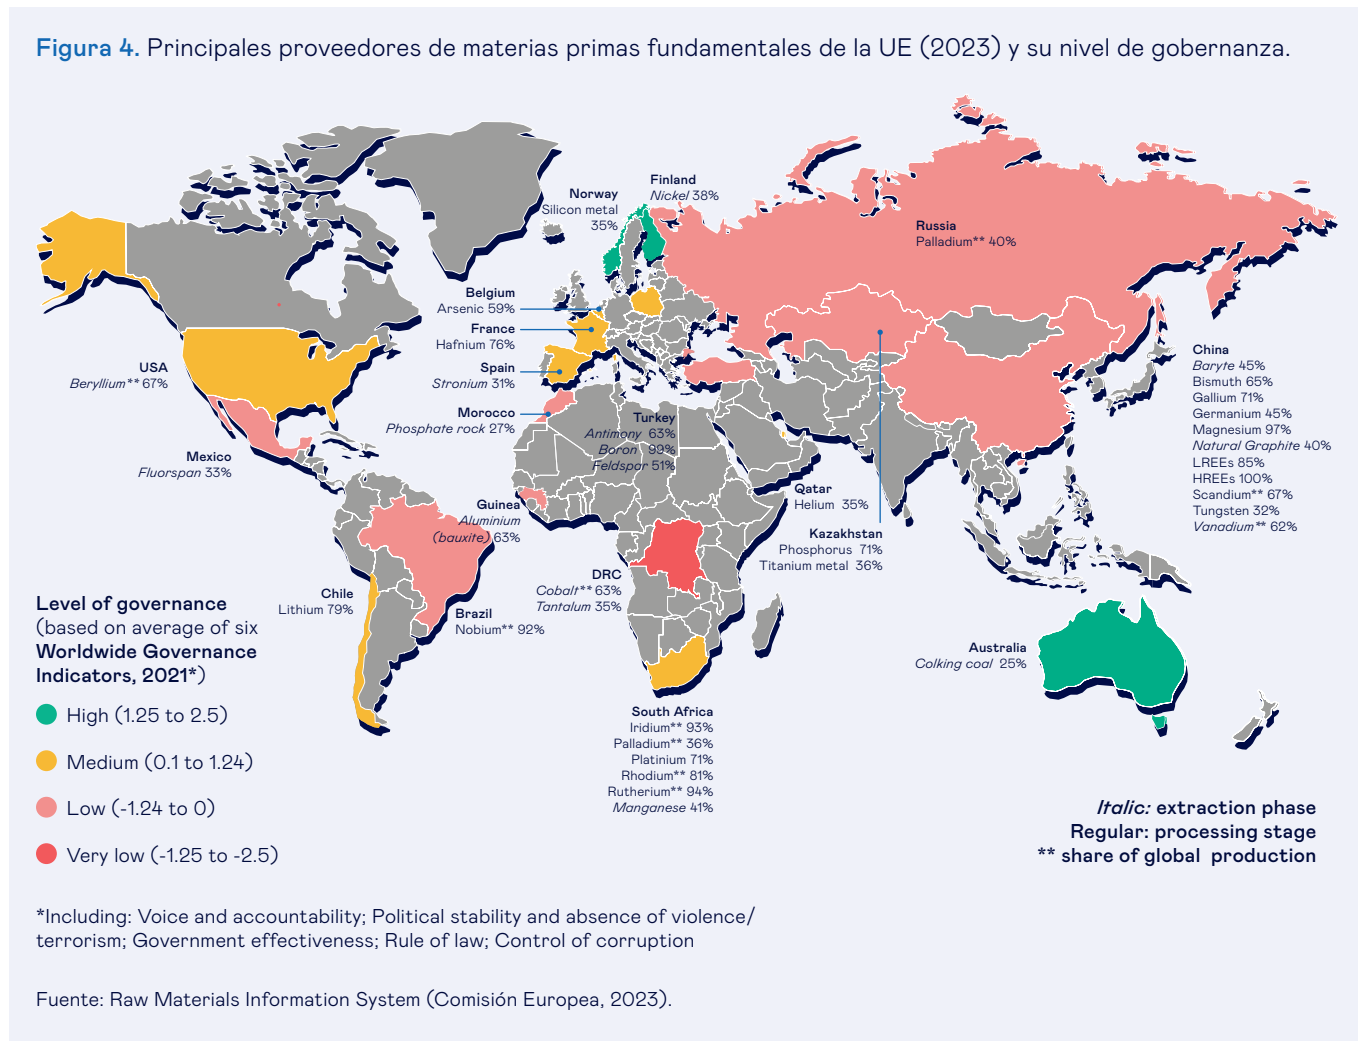 Figura 4. Principales proveedores de materias primas fundamentales de la UE (2023) y su nivel de gobernanza.
Norway
Silicon metal
35%
Finland
Nickel 38%
Russia
Palladium** 40%
Belgium
Arsenic 59%
France
Hafnium 76%
Spain
Stronium 31%
Morocco
Phosphate rock 27%
USA
Beryllium** 67%
Mexico
Fluorspan 33%
Turkey
Antimony 63%
Boron 99%
Feldspar 51%
China
Baryte 45%
Bismuth 65%
Gallium 71%
Germanium 45%
Magnesium 97%
Natural Graphite 40%
LREEs 85%
HREEs 100%
Scandium** 67%
Tungsten 32%
Vanadium** 62%
Guinea
Aluminium
(bauxite) 63%
Qatar
Helium 35%
Kazakhstan
Phosphorus 71%
Titanium metal 36%
DRC
Cobalt** 63%
Tantalum 35%
Chile
Lithium 79%
Brazil
Nobium** 92%
Australia
Colking coal 25%
South Africa
Iridium** 93%
Palladium** 36%
Platinium 71%
Rhodium** 81%
Rutherium** 94%
Manganese 41%
Level of governance
(based on average of six
Worldwide Governance
Indicators, 2021*)
High (1.25 to 2.5)
Medium (0.1 to 1.24)
Low (-1.24 to 0)
Very low (-1.25 to -2.5)
Italic: extraction phase
Regular: processing stage
** share of global production
*Including: Voice and accountability; Political stability and absence of violence/
terrorism; Government effectiveness; Rule of law; Control of corruption
Fuente: Raw Materials Information System (Comisión Europea, 2023).